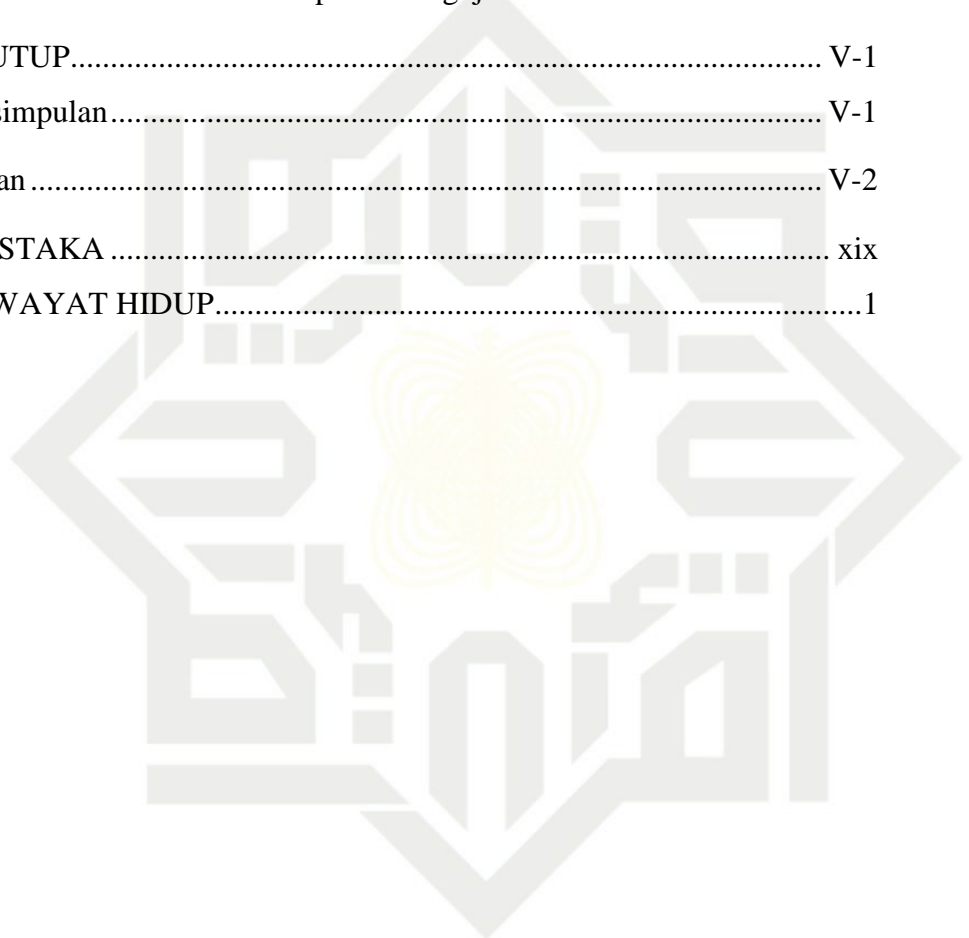 UTUP........................................................................................... V-1
simpulan...................................................................................... V-1
an ................................................................................................ V-2
STAKA ....................................................................................... xix
WAYAT HIDUP..............................................................................1